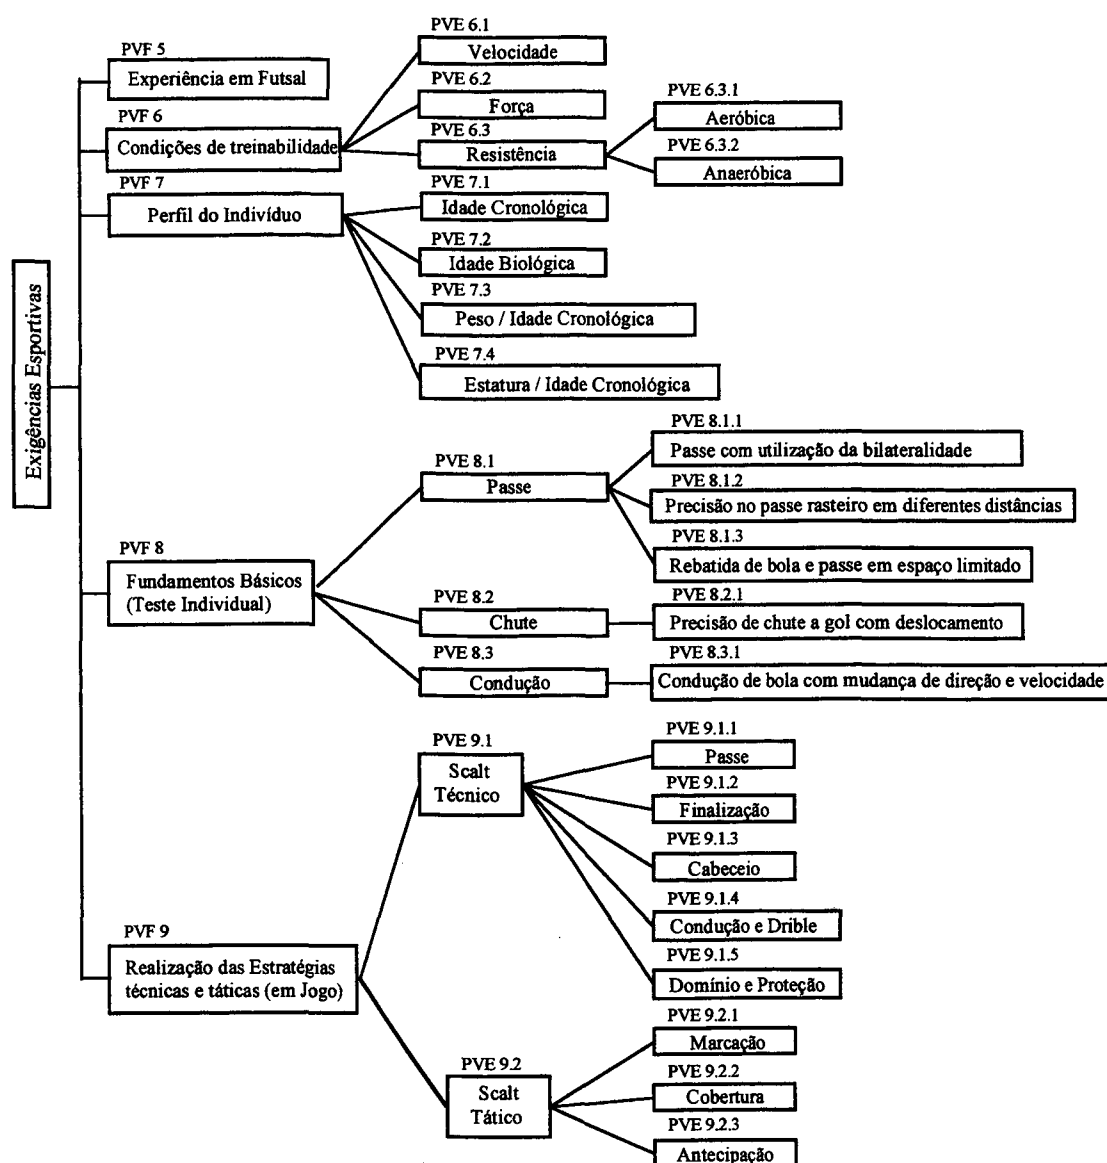 Exigências Esportivas
PVF 5
Experiência em Futsal
PVF 6
Condições de treinabilidade
PVE 6.1
Velocidade
PVE 6.2
Força
PVE 6.3
Resistência
PVE 6.3.1
Aeróbica
PVE 6.3.2
Anaeróbica
PVF 7
Perfil do Indivíduo
PVE 7.1
Idade Cronológica
PVE 7.2
Idade Biológica
PVE 7.3
Peso / Idade Cronológica
PVE 7.4
Estatura / Idade Cronológica
PVF 8
Fundamentos Básicos
(Teste Individual)
PVE 8.1
Passe
PVE 8.1.1
Passe com utilização da bilateralidade
PVE 8.1.2
Precisão no passe rasteiro em diferentes distâncias
PVE 8.1.3
Rebatida de bola e passe em espaço limitado
PVE 8.2
Chute
PVE 8.2.1
Precisão de chute a gol com deslocamento
PVE 8.3
Condução
PVE 8.3.1
Condução de bola com mudança de direção e velocidade
PVF 9
Realização das Estratégias
técnicas e táticas (em Jogo)
PVE 9.1
Scalt
Técnico
PVE 9.1.1
Passe
PVE 9.1.2
Finalização
PVE 9.1.3
Cabeceio
PVE 9.1.4
Condução e Drible
PVE 9.1.5
Domínio e Proteção
PVE 9.2
Scalt
Tático
PVE 9.2.1
Marcação
PVE 9.2.2
Cobertura
PVE 9.2.3
Antecipação